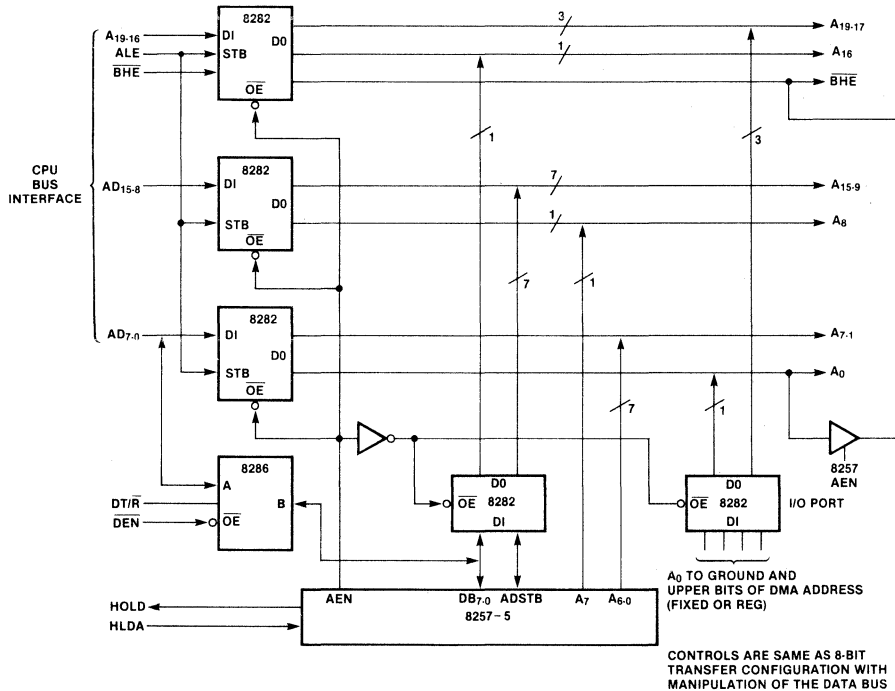 8282
3
A19-16
DI
A19-17
D0
ALE
STB
1
A16
BHE
BHE
OE
1
3
8282
CPU
BUS
INTERFACE
AD15-8
DI
7
A15-9
D0
STB
1
A8
OE
7
1
8282
AD7-0
DI
A7-1
D0
STB
A0
OE
7
1
8286
8257
AEN
A
D0
D0
DT/R
B
OE
8282
OE
8282
I/O PORT
DEN
OE
DI
DI
A0 TO GROUND AND
UPPER BITS OF DMA ADDRESS
(FIXED OR REG)
AEN
DB7-0
ADSTB
A7
A6-0
HOLD
8257-5
HLDA
CONTROLS ARE SAME AS 8-BIT
TRANSFER CONFIGURATION WITH
MANIPULATION OF THE DATA BUS